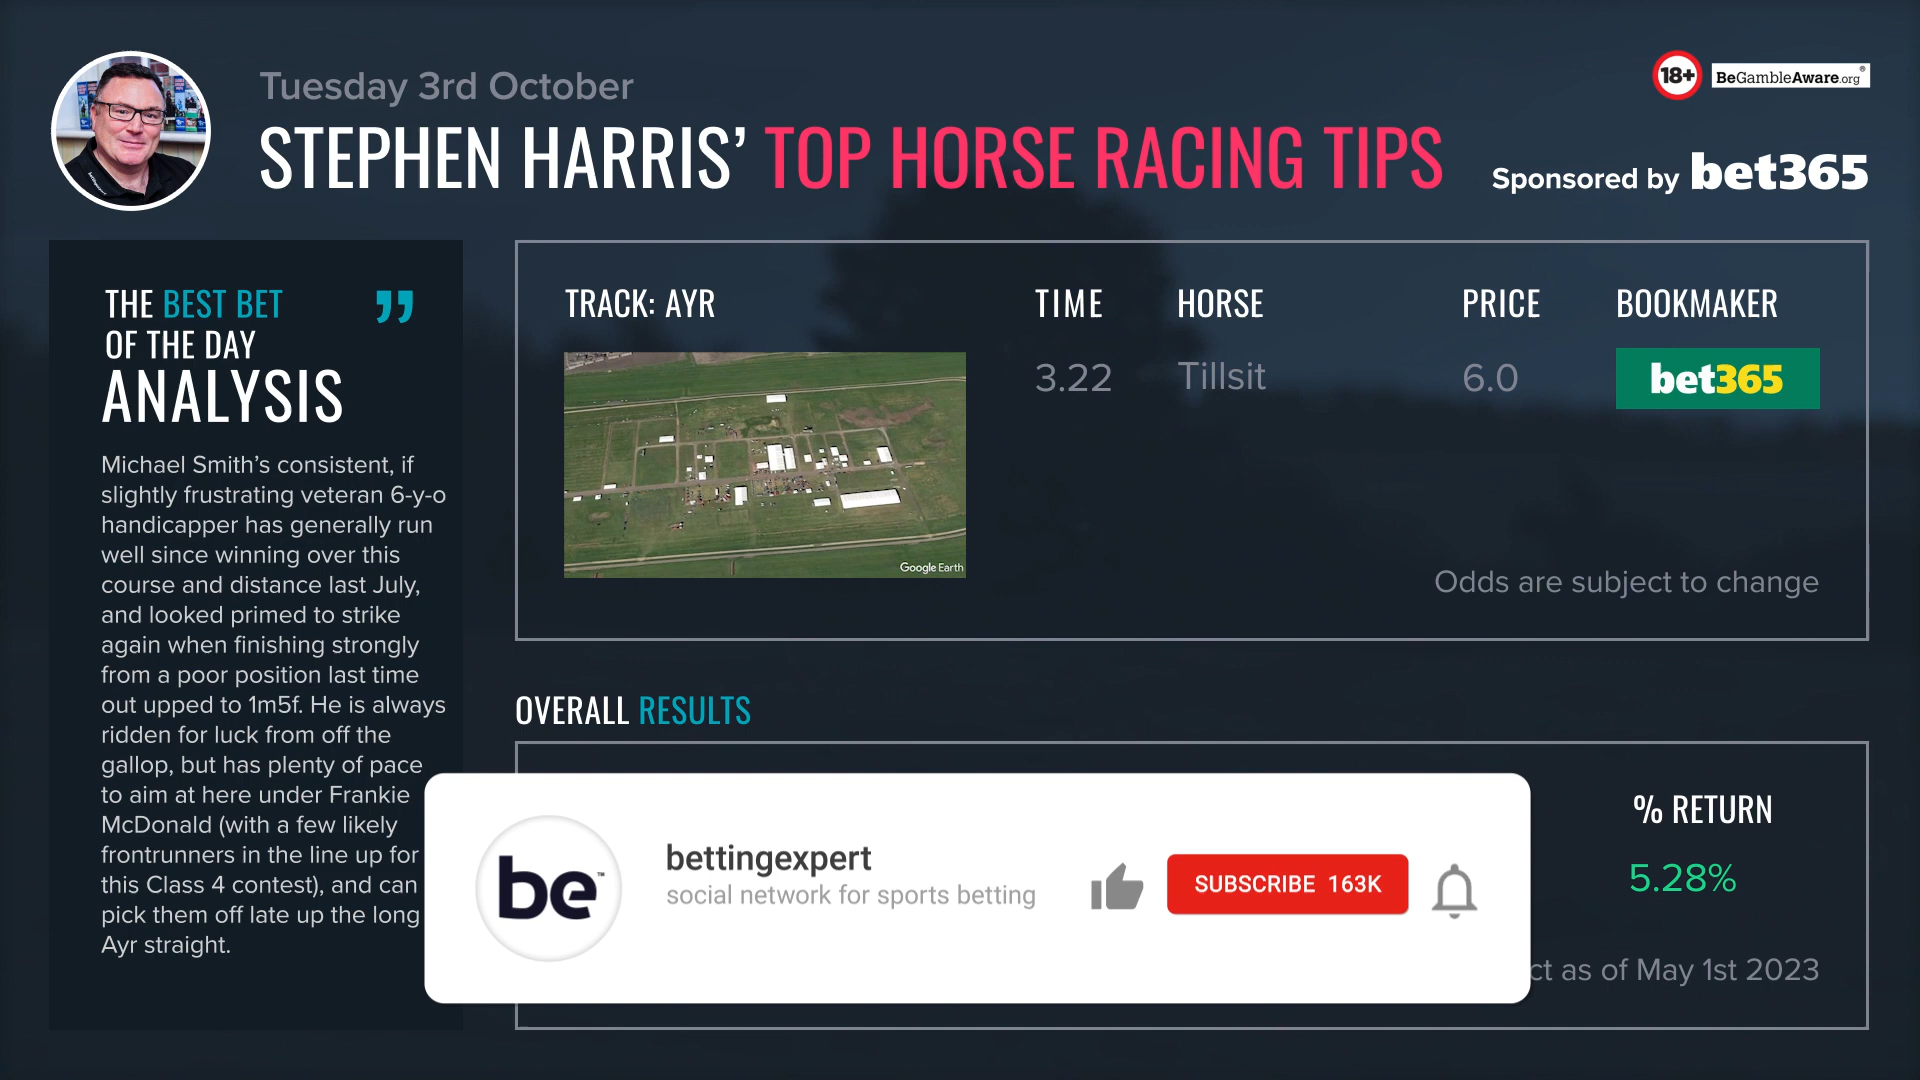 Tuesday 3rd October
STEPHEN HARRIS’ TOP HORSE RACING TIPS
18+
BeGambleAware.org®
Sponsored by bet365
THE BEST BET
OF THE DAY
ANALYSIS
Michael Smith’s consistent, if
slightly frustrating veteran 6-y-o
handicapper has generally run
well since winning over this
course and distance last July,
and looked primed to strike
again when finishing strongly
from a poor position last time
out upped to 1m5f. He is always
ridden for luck from off the
gallop, but has plenty of pace
to aim at here under Frankie
McDonald (with a few likely
frontrunners in the line up for
this Class 4 contest), and can
pick them off late up the long
Ayr straight.
TRACK: AYR
TIME HORSE PRICE BOOKMAKER
3.22 Tillsit 6.0 bet365
Google Earth
Odds are subject to change
OVERALL RESULTS
% RETURN
5.28%
ct as of May 1st 2023
be™
bettingexpert
social network for sports betting
SUBSCRIBE 163K